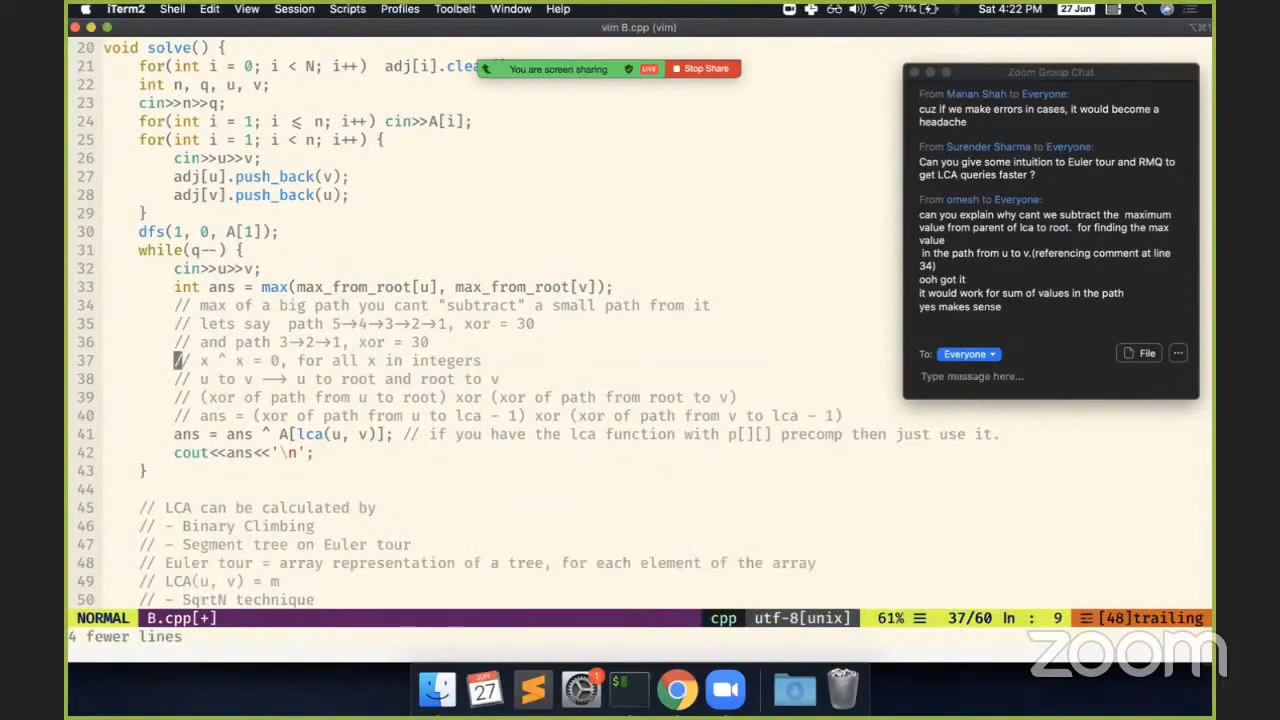 iTerm2 Shell Edit View Session Scripts Profiles Toolbelt Window Help 71% Sat 4:22 PM 27 Jun
vim B.cpp (vim)
20 void solve() {
21 for(int i = 0; i < N; i++) adj[i].clea
You are screen sharing LIVE Stop Share
22 int n, q, u, v;
23 cin>>n>>q;
24 for(int i = 1; i ⩽ n; i++) cin>>A[i];
25 for(int i = 1; i < n; i++) {
26 cin>>u>>v;
27 adj[u].push_back(v);
28 adj[v].push_back(u);
29 }
30 dfs(1, 0, A[1]);
31 while(q--) {
32 cin>>u>>v;
33 int ans = max(max_from_root[u], max_from_root[v]);
34 // max of a big path you cant "subtract" a small path from it
35 // lets say path 5→4→3→2→1, xor = 30
36 // and path 3→2→1, xor = 30
37 // x ^ x = 0, for all x in integers
38 // u to v ⟶ u to root and root to v
39 // (xor of path from u to root) xor (xor of path from root to v)
40 // ans = (xor of path from u to lca - 1) xor (xor of path from v to lca - 1)
41 ans = ans ^ A[lca(u, v)]; // if you have the lca function with p[][] precomp then just use it.
42 cout<<ans<<'\n';
43 }
44
45 // LCA can be calculated by
46 // - Binary Climbing
47 // - Segment tree on Euler tour
48 // Euler tour = array representation of a tree, for each element of the array
49 // LCA(u, v) = m
50 // - SqrtN technique
NORMAL B.cpp[+] cpp utf-8[unix] 61% ☰ 37/60 ln : 9 ☰[48]trailing
4 fewer lines
Zoom Group Chat
From Manan Shah to Everyone:
cuz if we make errors in cases, it would become a
headache
From Surender Sharma to Everyone:
Can you give some intuition to Euler tour and RMQ to
get LCA queries faster ?
From omesh to Everyone:
can you explain why cant we subtract the maximum
value from parent of lca to root. for finding the max
value
in the path from u to v.(referencing comment at line
34)
ooh got it
it would work for sum of values in the path
yes makes sense
To: Everyone File ...
Type message here...
zoom
JUN
27
1
$